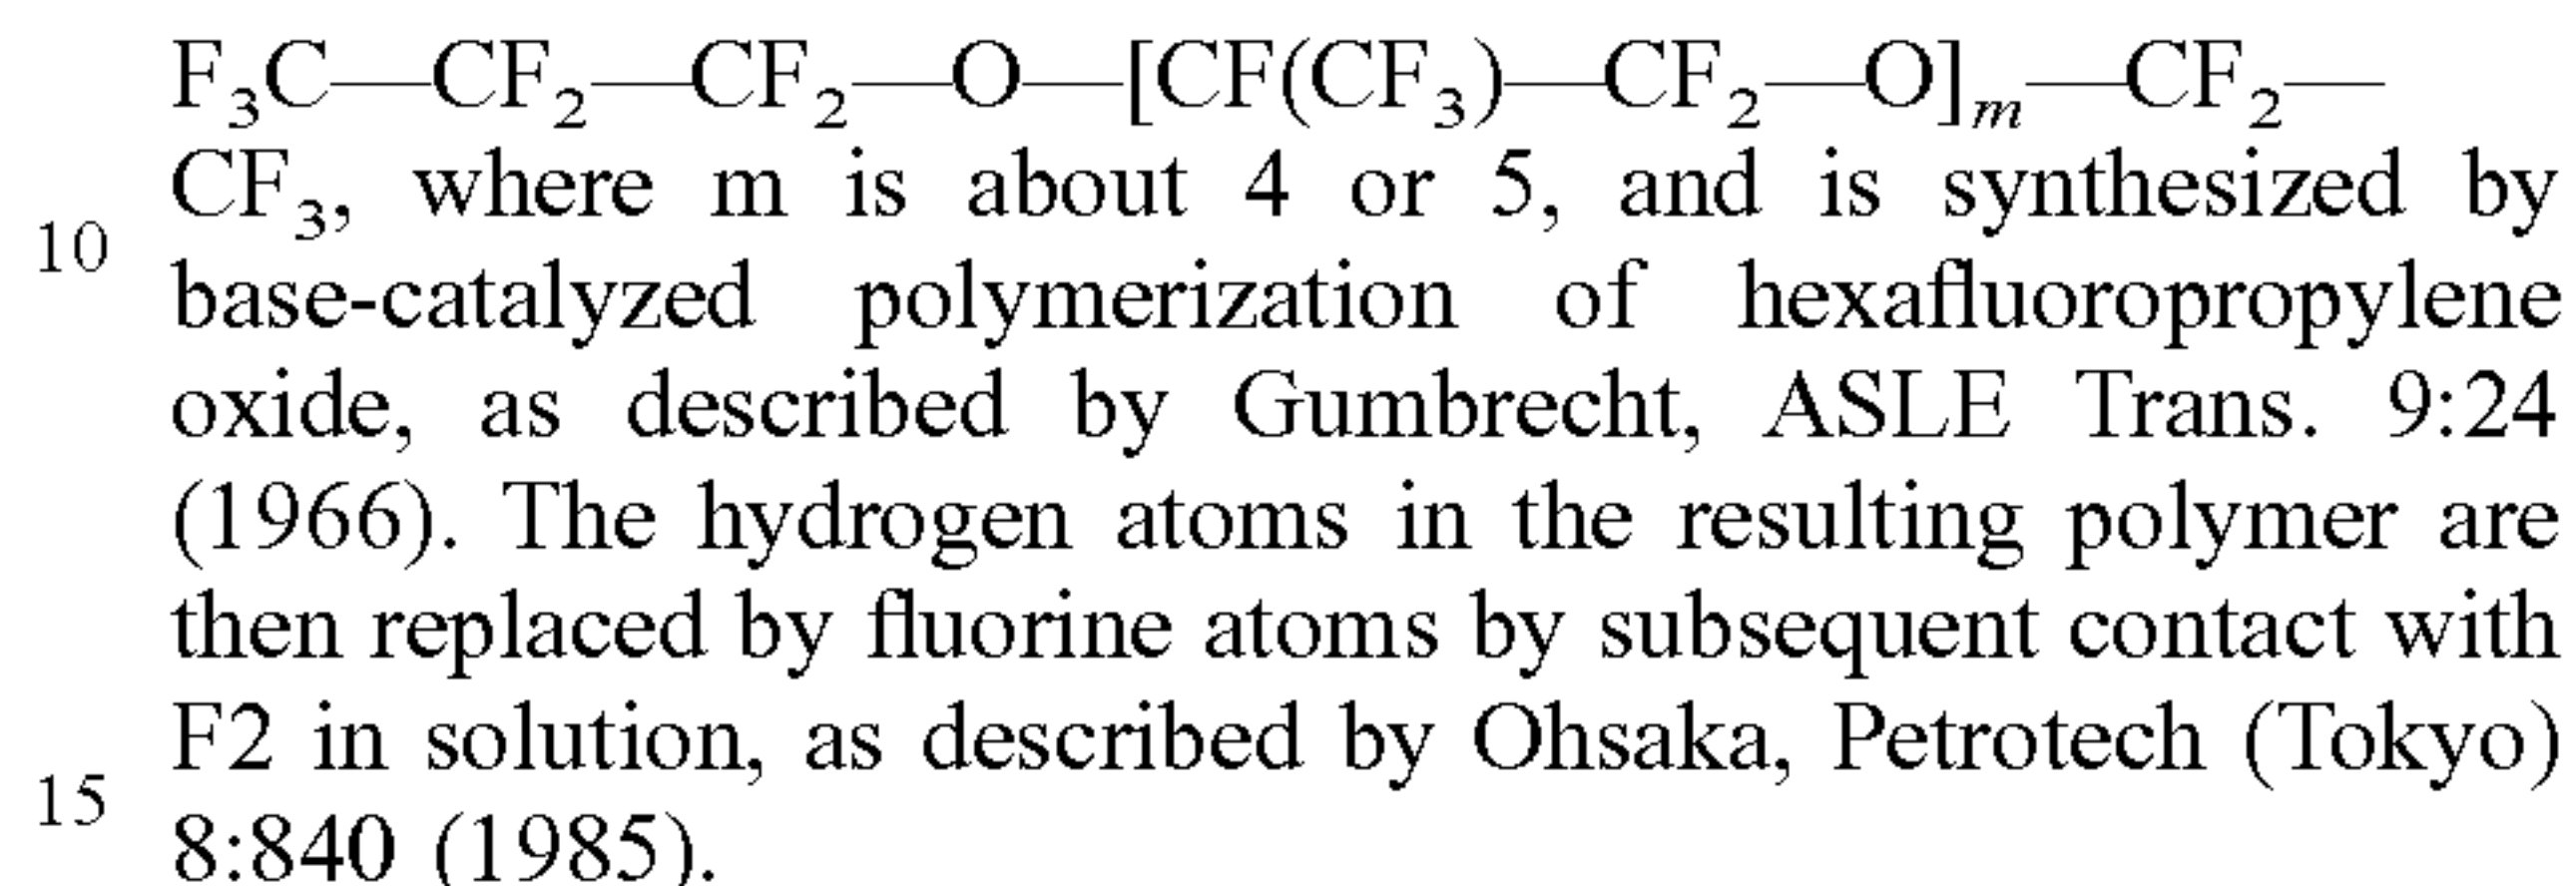 F₃C—CF₂—CF₂—O—[CF(CF₃)—CF₂—O]ₘ—CF₂—
CF₃, where m is about 4 or 5, and is synthesized by
10
base-catalyzed polymerization of hexafluoropropylene
oxide, as described by Gumbrecht, ASLE Trans. 9:24
(1966). The hydrogen atoms in the resulting polymer are
then replaced by fluorine atoms by subsequent contact with
F2 in solution, as described by Ohsaka, Petrotech (Tokyo)
15
8:840 (1985).